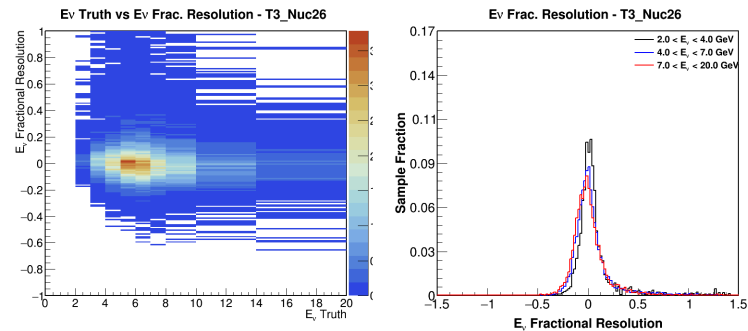 Eν Truth vs Eν Frac. Resolution - T3_Nuc26
Eν Fractional Resolution
1
0.8
0.6
0.4
0.2
0
−0.2
−0.4
−0.6
−0.8
−1
0 2 4 6 8 10 12 14 16 18 20
Eν Truth
Eν Frac. Resolution - T3_Nuc26
2.0 < Eν < 4.0 GeV
4.0 < Eν < 7.0 GeV
7.0 < Eν < 20.0 GeV
Sample Fraction
0.17
0.14
0.11
0.09
0.06
0.03
0.00
−1.5 −1.0 −0.5 0 0.5 1.0 1.5
Eν Fractional Resolution